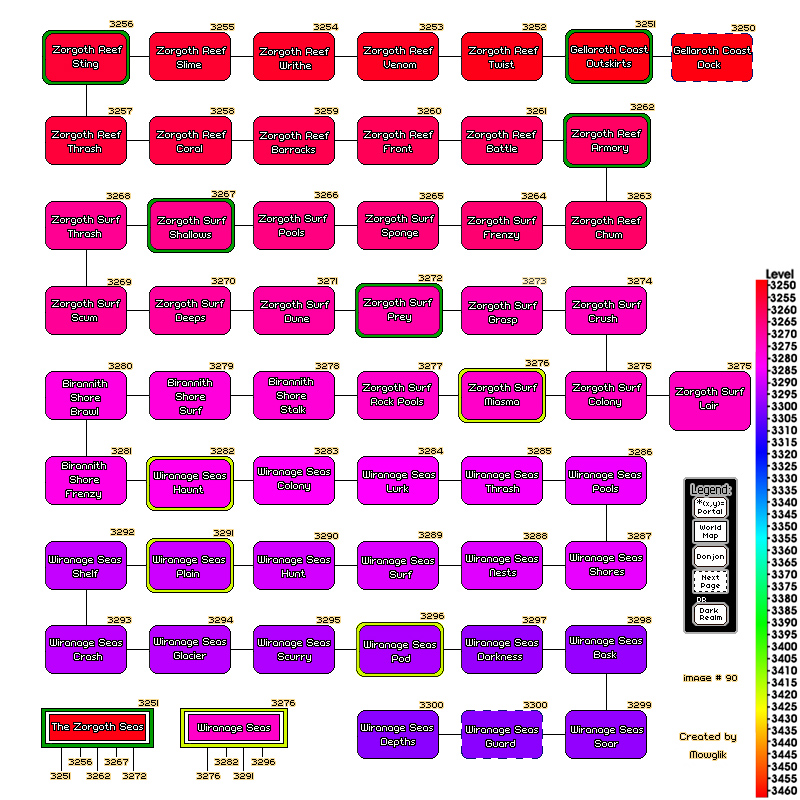 3256 3255 3254 3253 3252 3251 3250
Zorgoth Reef Zorgoth Reef Zorgoth Reef Zorgoth Reef Zorgoth Reef Gellaroth Coast Gellaroth Coast
Sting Slime Writhe Venom Twist Outskirts Dock
3257 3258 3259 3260 3261 3262
Zorgoth Reef Zorgoth Reef Zorgoth Reef Zorgoth Reef Zorgoth Reef Zorgoth Reef
Thrash Coral Barracks Front Battle Armory
3268 3267 3266 3265 3264 3263
Zorgoth Surf Zorgoth Surf Zorgoth Surf Zorgoth Surf Zorgoth Surf Zorgoth Reef
Thrash Shallows Pools Sponge Frenzy Chum
3269 3270 3271 3272 3273 3274
Zorgoth Surf Zorgoth Surf Zorgoth Surf Zorgoth Surf Zorgoth Surf Zorgoth Surf
Scum Deeps Dune Prey Grasp Crush
3280 3279 3278 3277 3276 3275 3275
Birannith Birannith Birannith Zorgoth Surf Zorgoth Surf Zorgoth Surf Zorgoth Surf
Shore Shore Shore Rock Pools Miasma Colony Lair
Brawl Surf Stalk
3281 3282 3283 3284 3285 3286
Birannith Wiranage Seas Wiranage Seas Wiranage Seas Wiranage Seas Wiranage Seas
Shore Haunt Colony Lurk Thrash Pools
Frenzy
3292 3291 3290 3289 3288 3287
Wiranage Seas Wiranage Seas Wiranage Seas Wiranage Seas Wiranage Seas Wiranage Seas
Shelf Plain Hunt Surf Nests Shores
3293 3294 3295 3296 3297 3298
Wiranage Seas Wiranage Seas Wiranage Seas Wiranage Seas Wiranage Seas Wiranage Seas
Crash Glacier Scurry Pod Darkness Bask
3251 3276 3300 3300 3299
The Zorgoth Seas Wiranage Seas Wiranage Seas Wiranage Seas Wiranage Seas
Depths Guard Soar
3256 3267 3282 3296
3251 3262 3272 3276 3291
Level
3250
3255
3260
3265
3270
3275
3280
3285
3290
3295
3300
3305
3310
3315
3320
3325
3330
3335
3340
3345
3350
3355
3360
3365
3370
3375
3380
3385
3390
3395
3400
3405
3410
3415
3420
3425
3430
3435
3440
3445
3450
3455
3460
Legend:
*(x,y)=
Portal
World
Map
Donjon
Next
Page
DR
Dark
Realm
image # 90
Created by
Mowglik